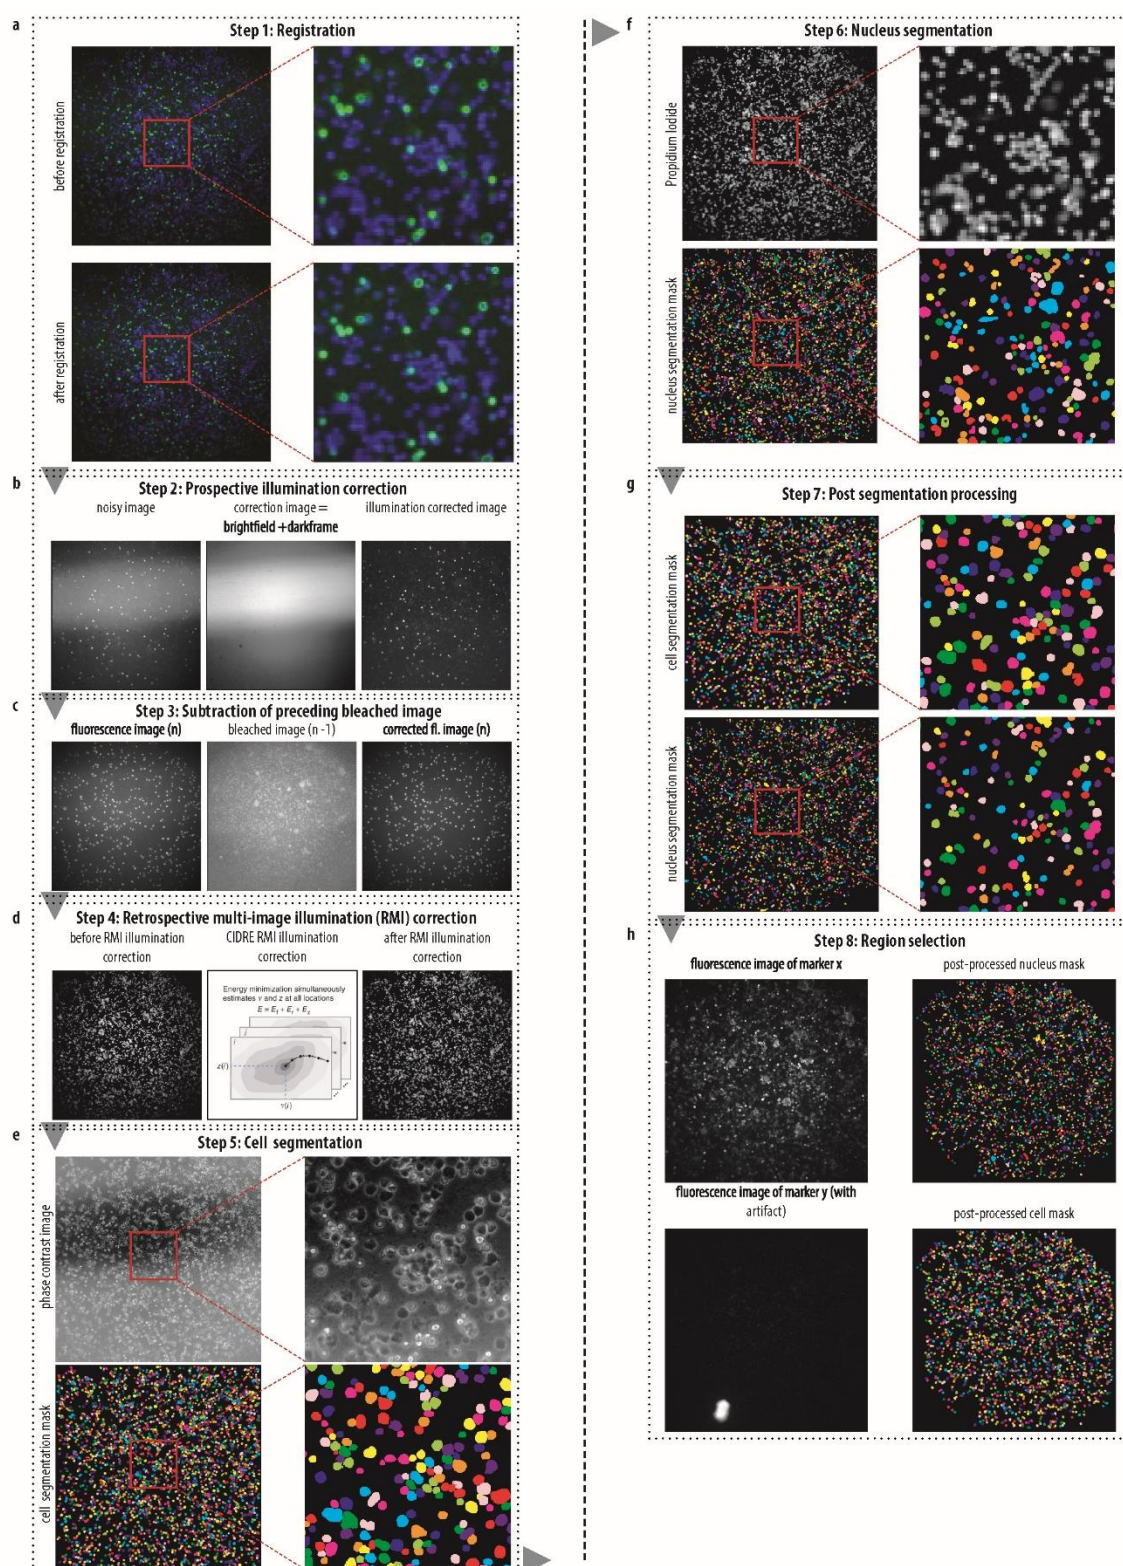 a
Step 1: Registration
before registration
after registration
b
Step 2: Prospective illumination correction
noisy image
correction image =
brightfield +darkframe
illumination corrected image
c
Step 3: Subtraction of preceding bleached image
fluorescence image (n)
bleached image (n -1)
corrected fl. image (n)
d
Step 4: Retrospective multi-image illumination (RMI) correction
before RMI illumination
correction
CIDRE RMI illumination
correction
after RMI illumination
correction
Energy minimization simultaneously
estimates v and z at all locations
z(i)
v(i)
e
Step 5: Cell segmentation
phase contrast image
cell segmentation mask
f
Step 6: Nucleus segmentation
Propidium Iodide
nucleus segmentation mask
g
Step 7: Post segmentation processing
cell segmentation mask
nucleus segmentation mask
h
Step 8: Region selection
fluorescence image of marker x
post-processed nucleus mask
fluorescence image of marker y (with
artifact)
post-processed cell mask